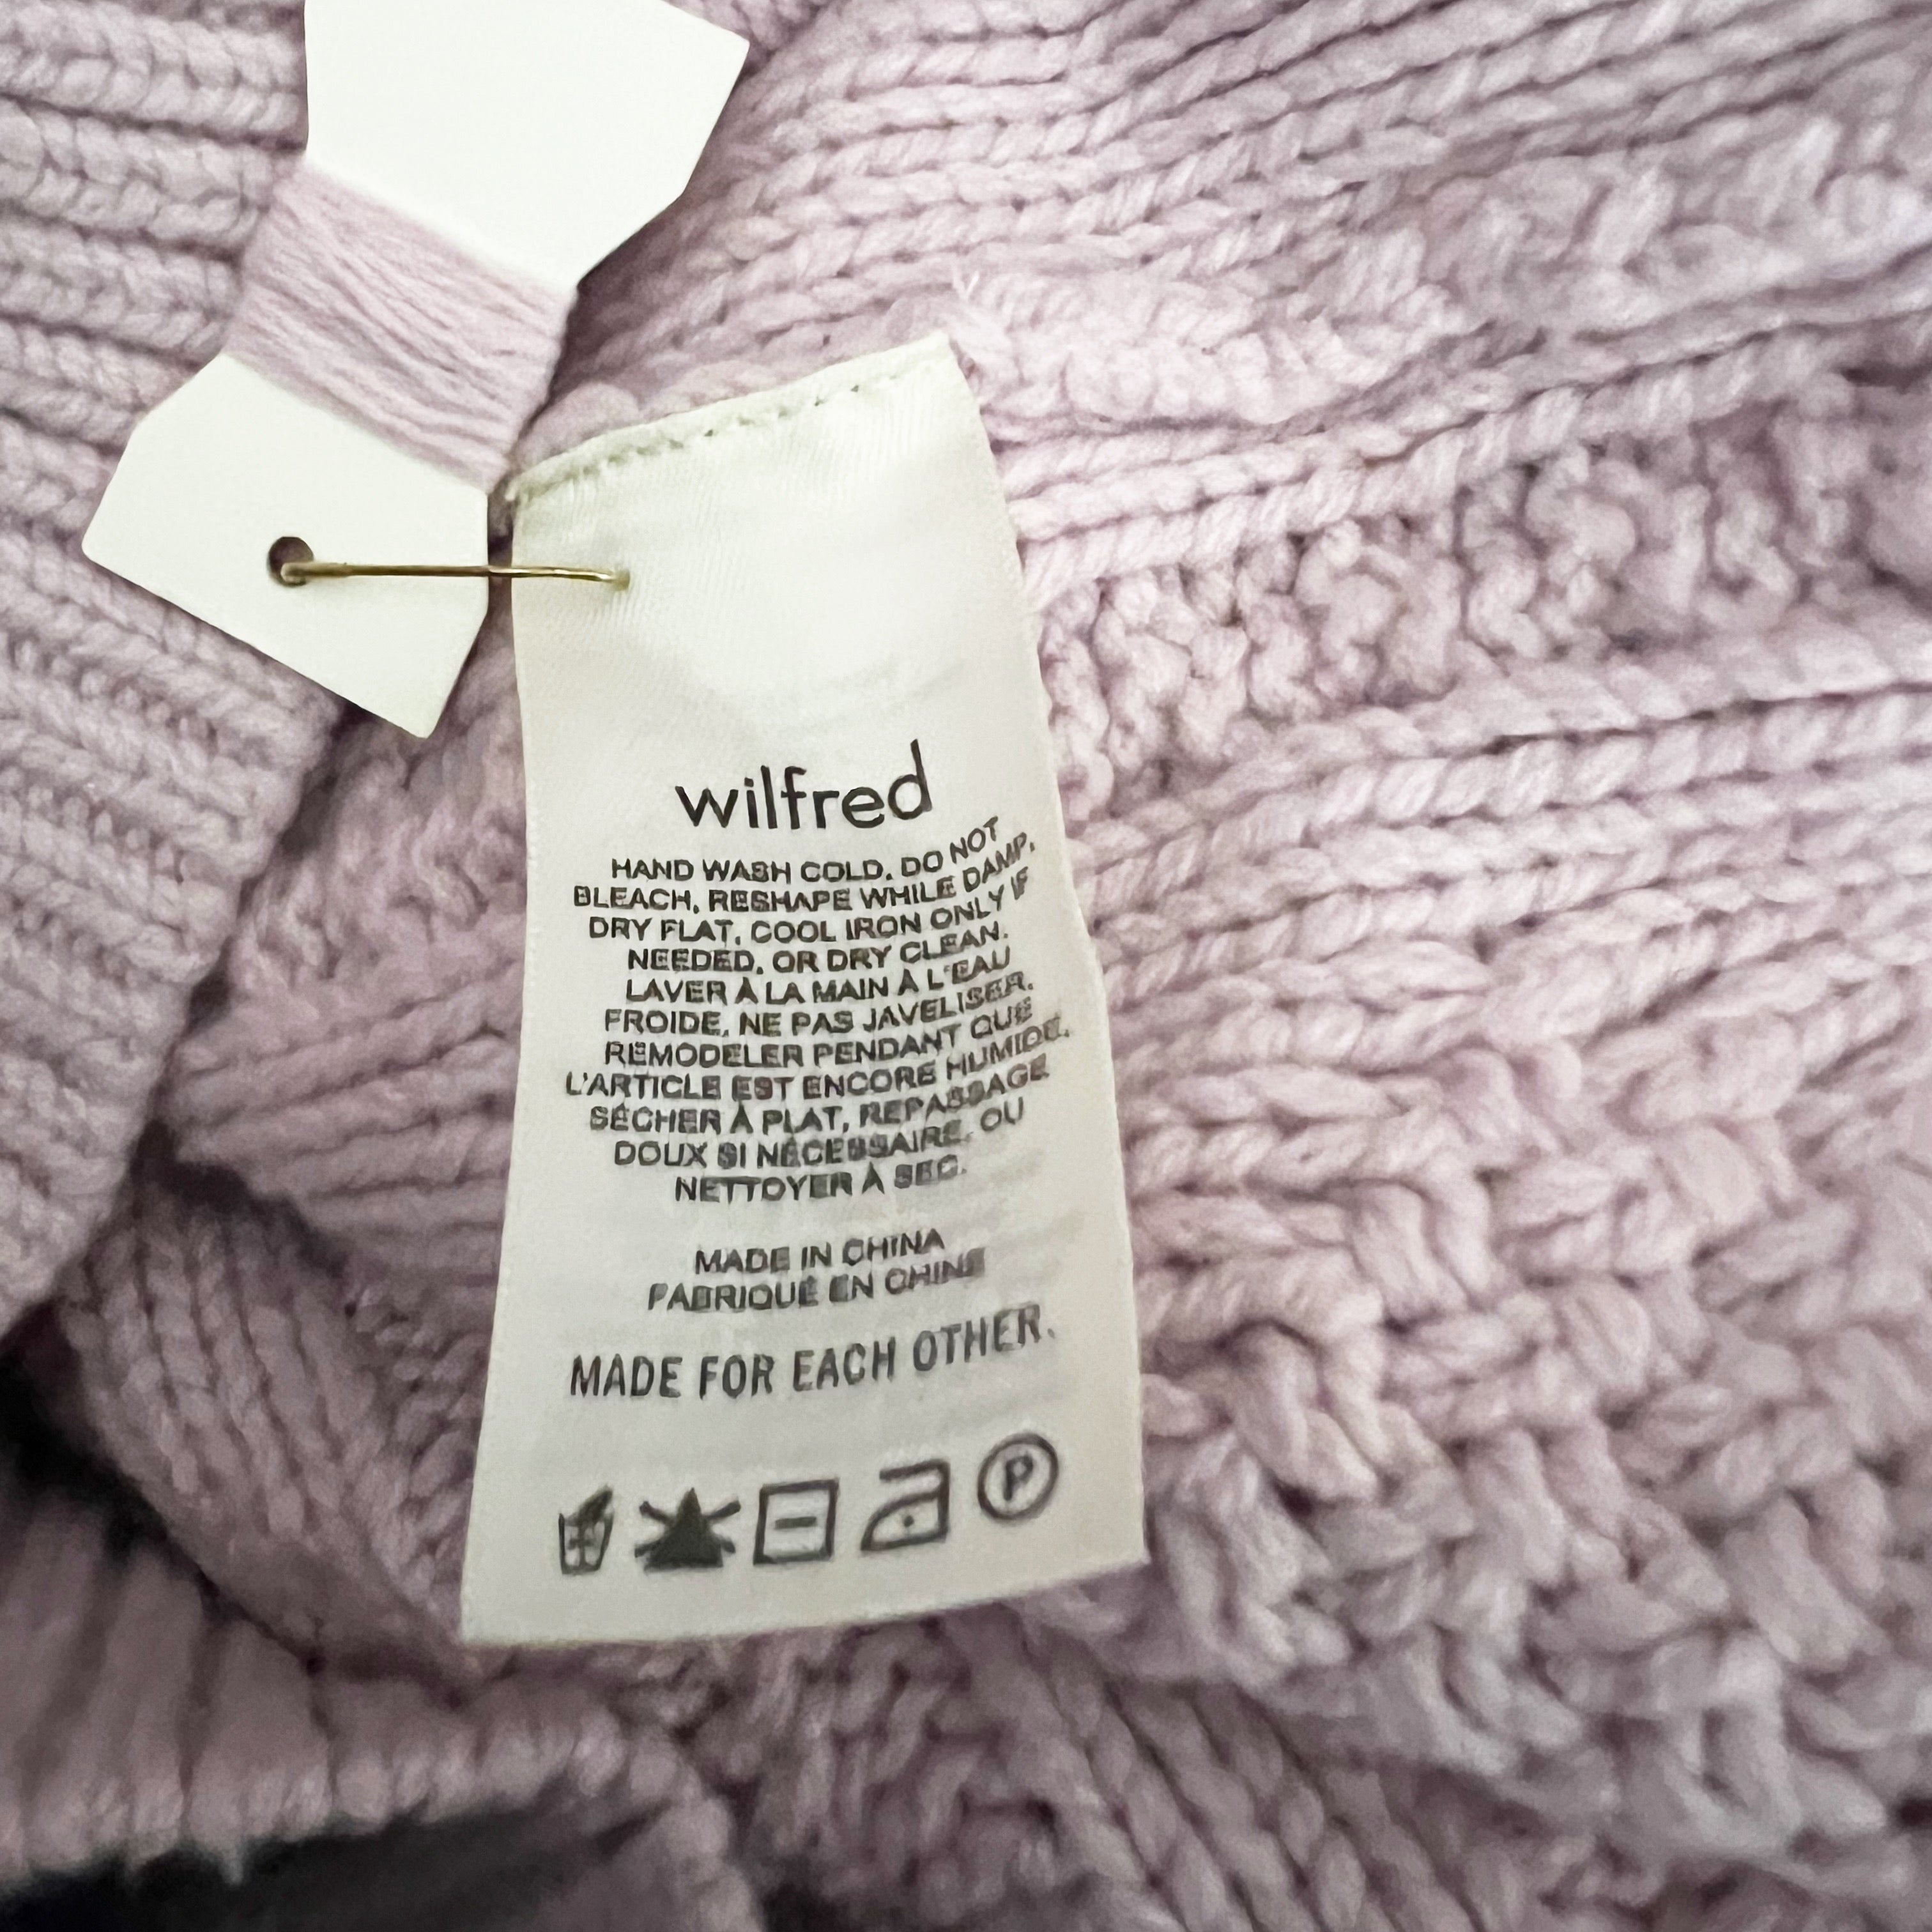 wilfred
HAND WASH COLD. DO NOT
BLEACH, RESHAPE WHILE DAMP.
DRY FLAT, COOL IRON ONLY IF
NEEDED, OR DRY CLEAN.
LAVER À LA MAIN À L'EAU
FROIDE, NE PAS JAVELISER.
REMODELER PENDANT QUE
L'ARTICLE EST ENCORE HUMIDE.
SÉCHER À PLAT, REPASSAGE
DOUX SI NÉCESSAIRE, OU
NETTOYER À SEC.
MADE IN CHINA
FABRIQUÉ EN CHINE
MADE FOR EACH OTHER.
P